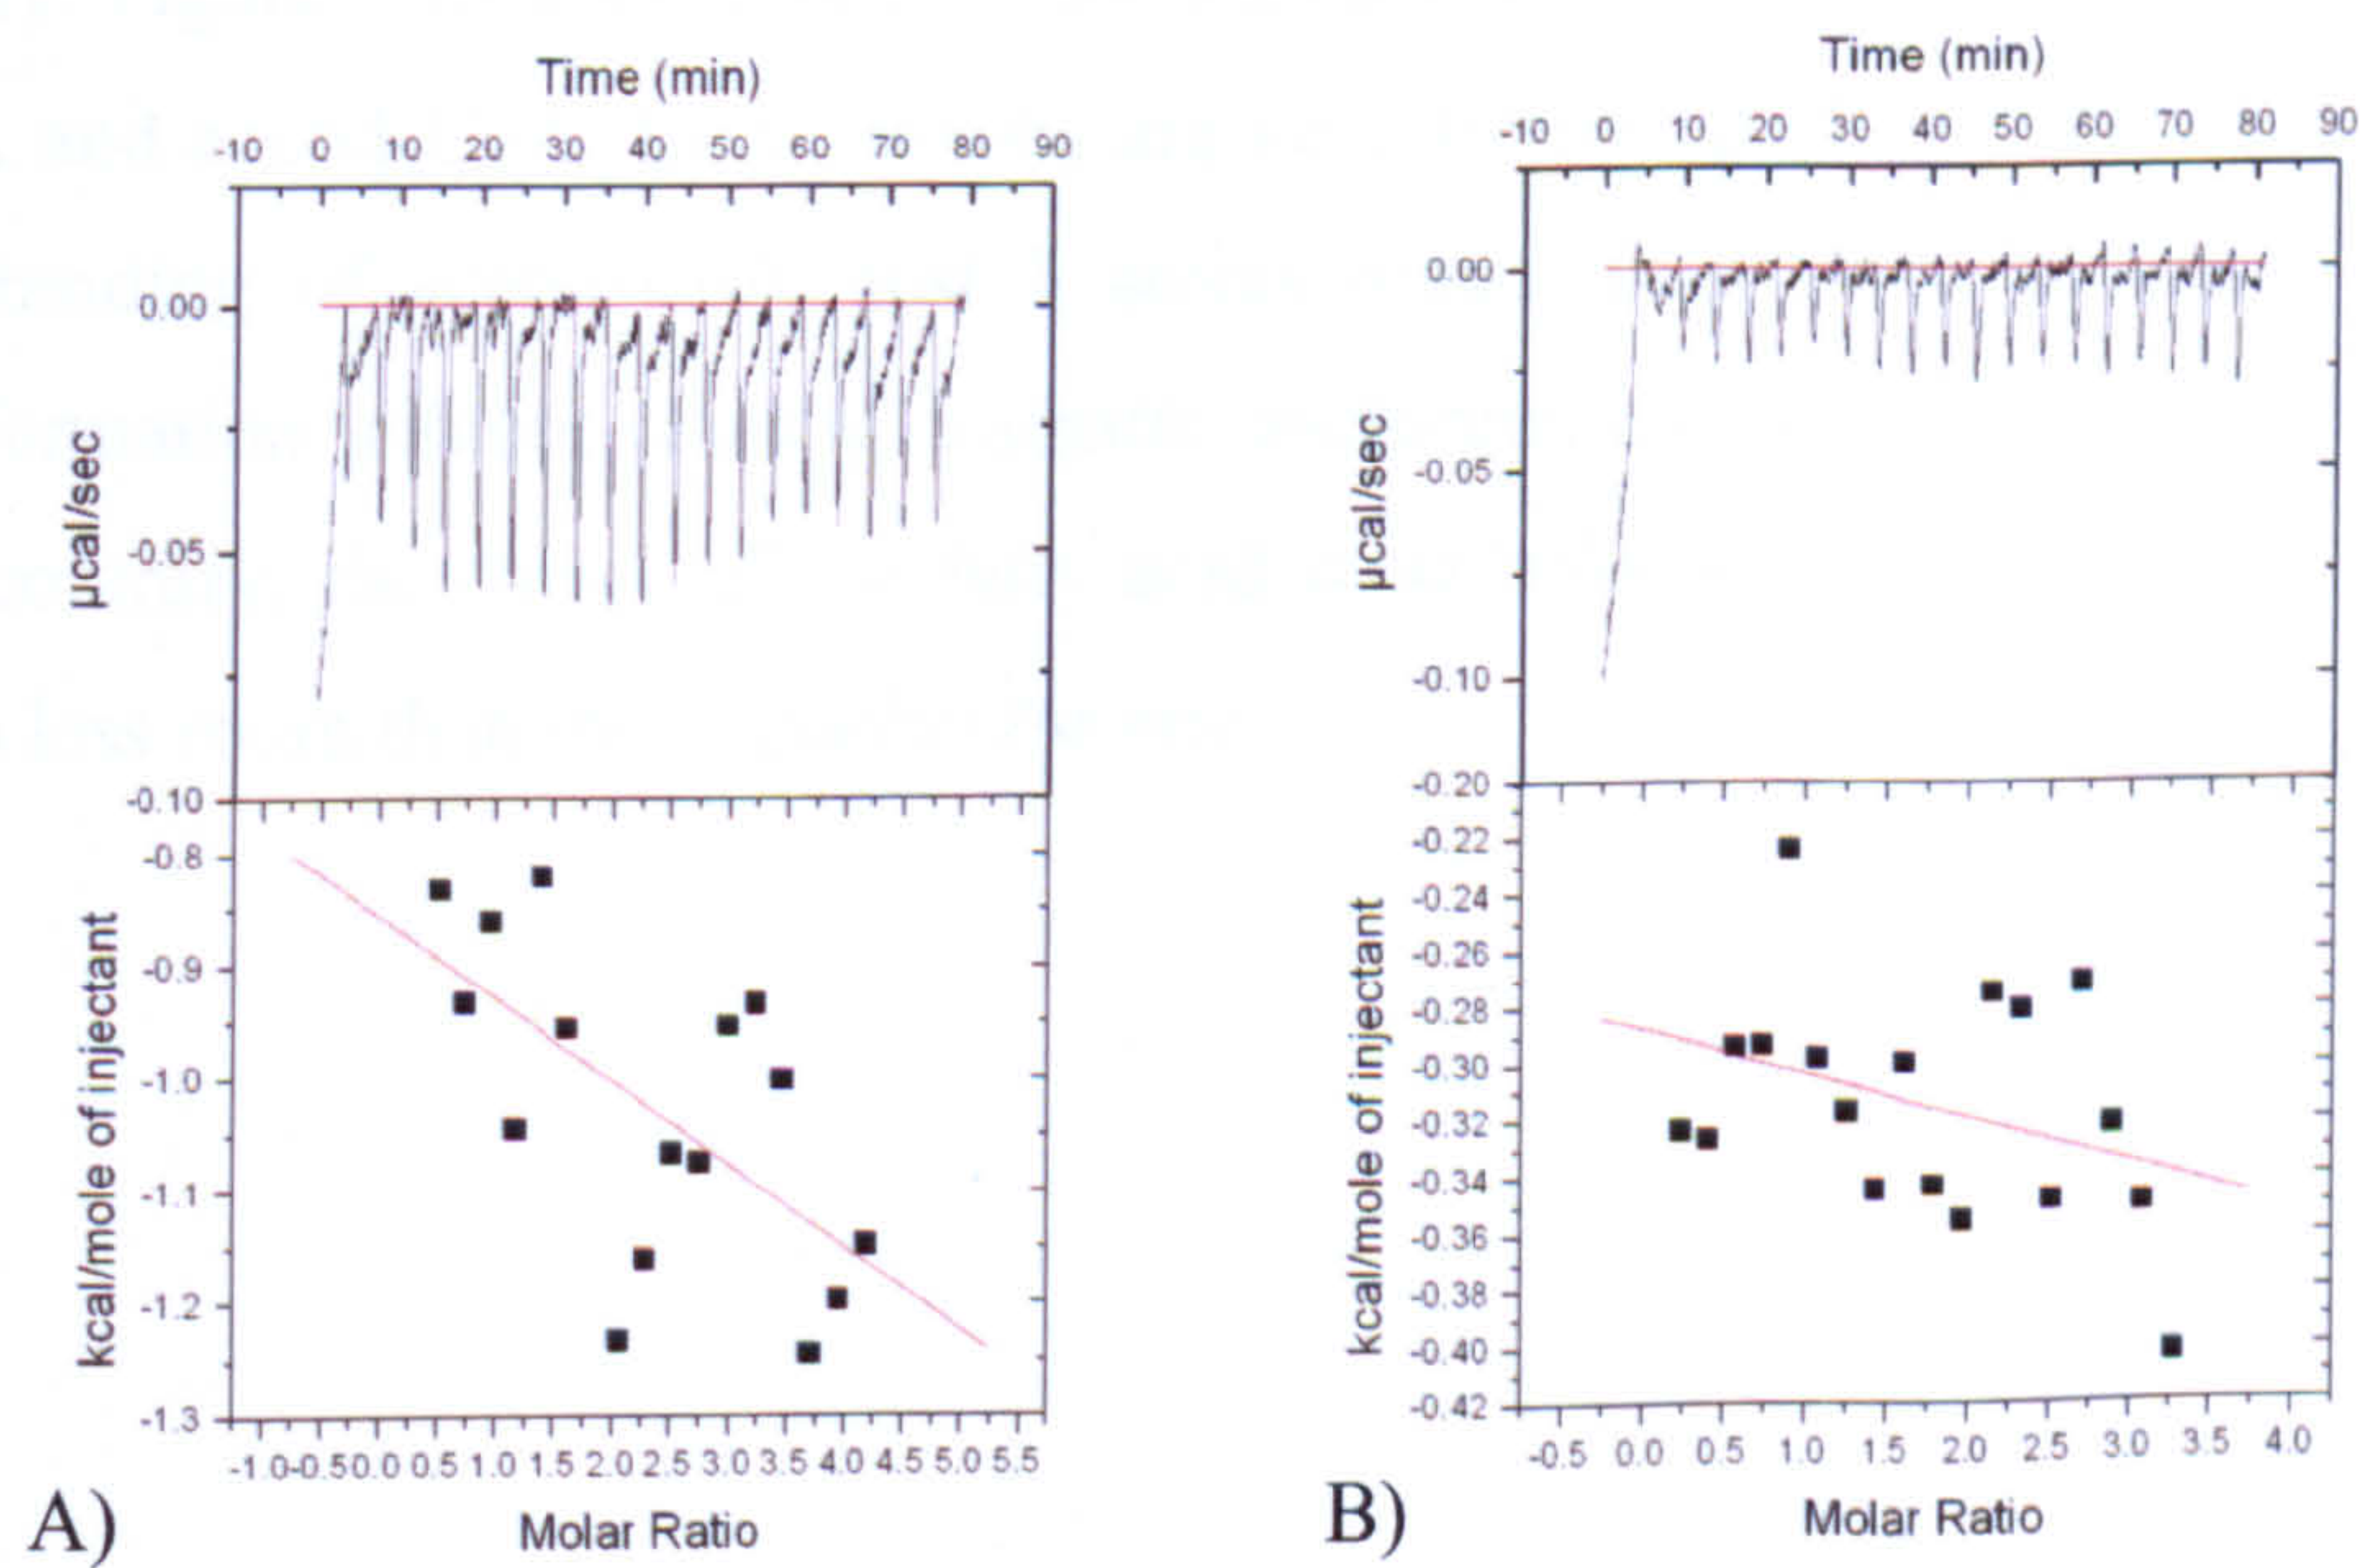 Time (min)
-10 0 10 20 30 40 50 60 70 80 90
0.00
-0.05
-0.10
µcal/sec
-0.8
-0.9
-1.0
-1.1
-1.2
-1.3
kcal/mole of injectant
-1.0-0.50.0 0.5 1.0 1.5 2.0 2.5 3.0 3.5 4.0 4.5 5.0 5.5
Molar Ratio
A)
Time (min)
-10 0 10 20 30 40 50 60 70 80 90
0.00
-0.05
-0.10
µcal/sec
-0.20
-0.22
-0.24
-0.26
-0.28
-0.30
-0.32
-0.34
-0.36
-0.38
-0.40
-0.42
kcal/mole of injectant
-0.5 0.0 0.5 1.0 1.5 2.0 2.5 3.0 3.5 4.0
Molar Ratio
B)